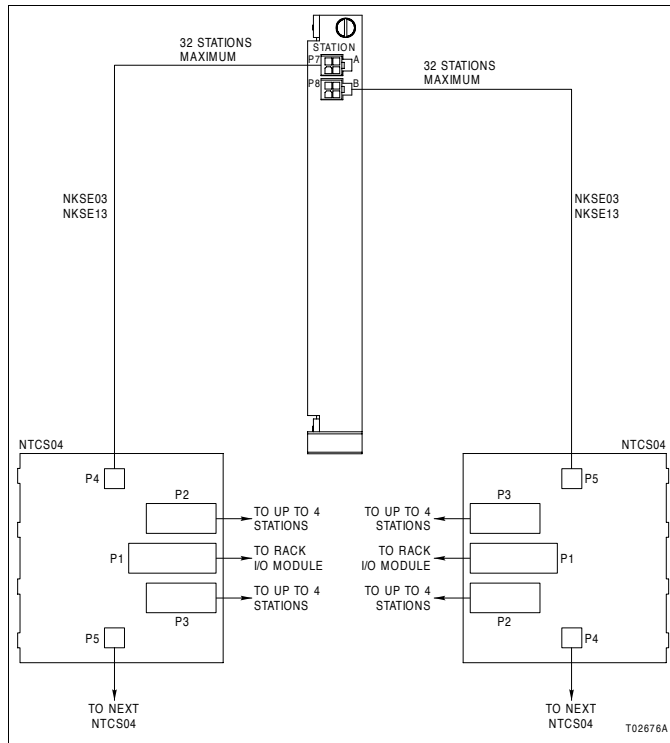 32 STATIONS
MAXIMUM
STATION
P7
A
P8
B
32 STATIONS
MAXIMUM
NKSE03
NKSE13
NKSE03
NKSE13
NTCS04
P4
P2
TO UP TO 4
STATIONS
P1
TO RACK
I/O MODULE
P3
TO UP TO 4
STATIONS
P5
TO NEXT
NTCS04
NTCS04
P5
P3
TO UP TO 4
STATIONS
P1
TO RACK
I/O MODULE
P2
TO UP TO 4
STATIONS
P4
TO NEXT
NTCS04
T02676A